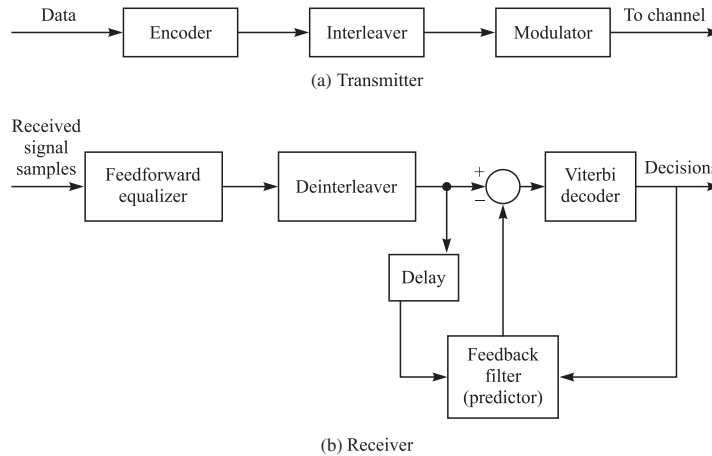 Data
Encoder
Interleaver
Modulator
To channel
(a) Transmitter
Received
signal
samples
Feedforward
equalizer
Deinterleaver
+
−
Viterbi
decoder
Decisions
Delay
Feedback
filter
(predictor)
(b) Receiver